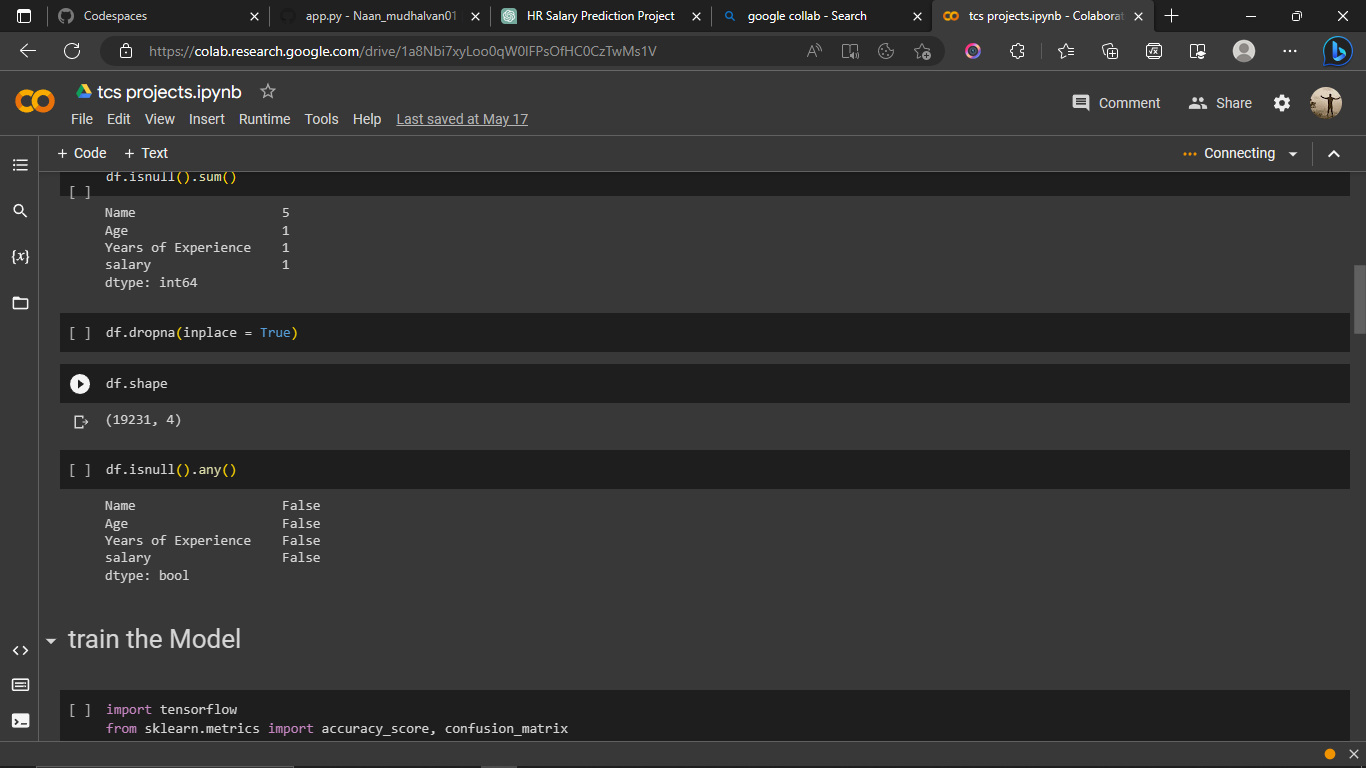 Codespaces
app.py - Naan_mudhalvan01
HR Salary Prediction Project
google collab - Search
tcs projects.ipynb - Colaborat
https://colab.research.google.com/drive/1a8Nbi7xyLoo0qW0lFPsOfHC0CzTwMs1V
tcs projects.ipynb
Comment
Share
File Edit View Insert Runtime Tools Help Last saved at May 17
+ Code + Text
Connecting
df.isnull().sum()
[ ]
Name 5
Age 1
Years of Experience 1
salary 1
dtype: int64
[ ] df.dropna(inplace = True)
df.shape
(19231, 4)
[ ] df.isnull().any()
Name False
Age False
Years of Experience False
salary False
dtype: bool
train the Model
[ ] import tensorflow
from sklearn.metrics import accuracy_score, confusion_matrix